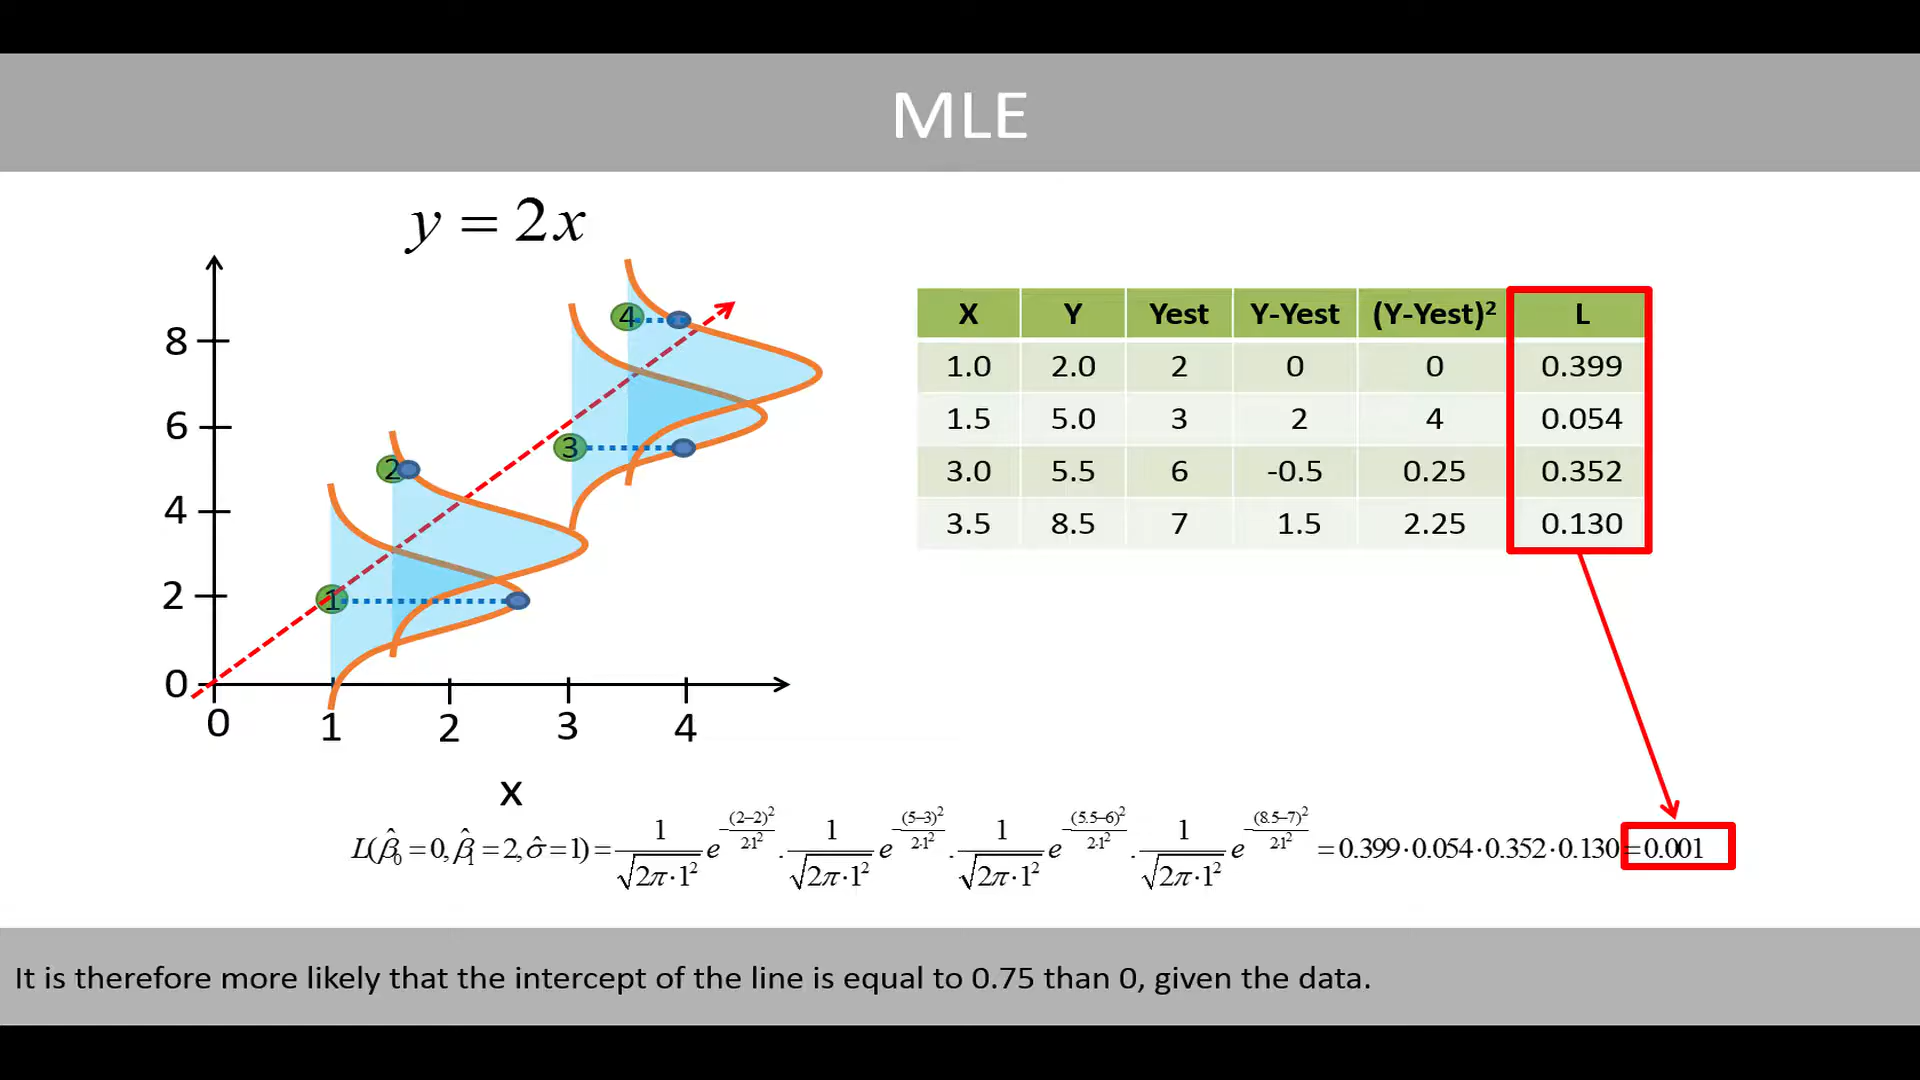 MLE
y = 2x
8
6
4
2
0
0 1 2 3 4
x
1
2
3
4
X Y Yest Y-Yest (Y-Yest)² L
1.0 2.0 2 0 0 0.399
1.5 5.0 3 2 4 0.054
3.0 5.5 6 -0.5 0.25 0.352
3.5 8.5 7 1.5 2.25 0.130
L(β̂₀ = 0, β̂₁ = 2, σ̂ = 1) = 1/√(2π·1²) e^(−(2−2)²/(2·1²)) · 1/√(2π·1²) e^(−(5−3)²/(2·1²)) · 1/√(2π·1²) e^(−(5.5−6)²/(2·1²)) · 1/√(2π·1²) e^(−(8.5−7)²/(2·1²)) = 0.399·0.054·0.352·0.130 = 0.001
It is therefore more likely that the intercept of the line is equal to 0.75 than 0, given the data.